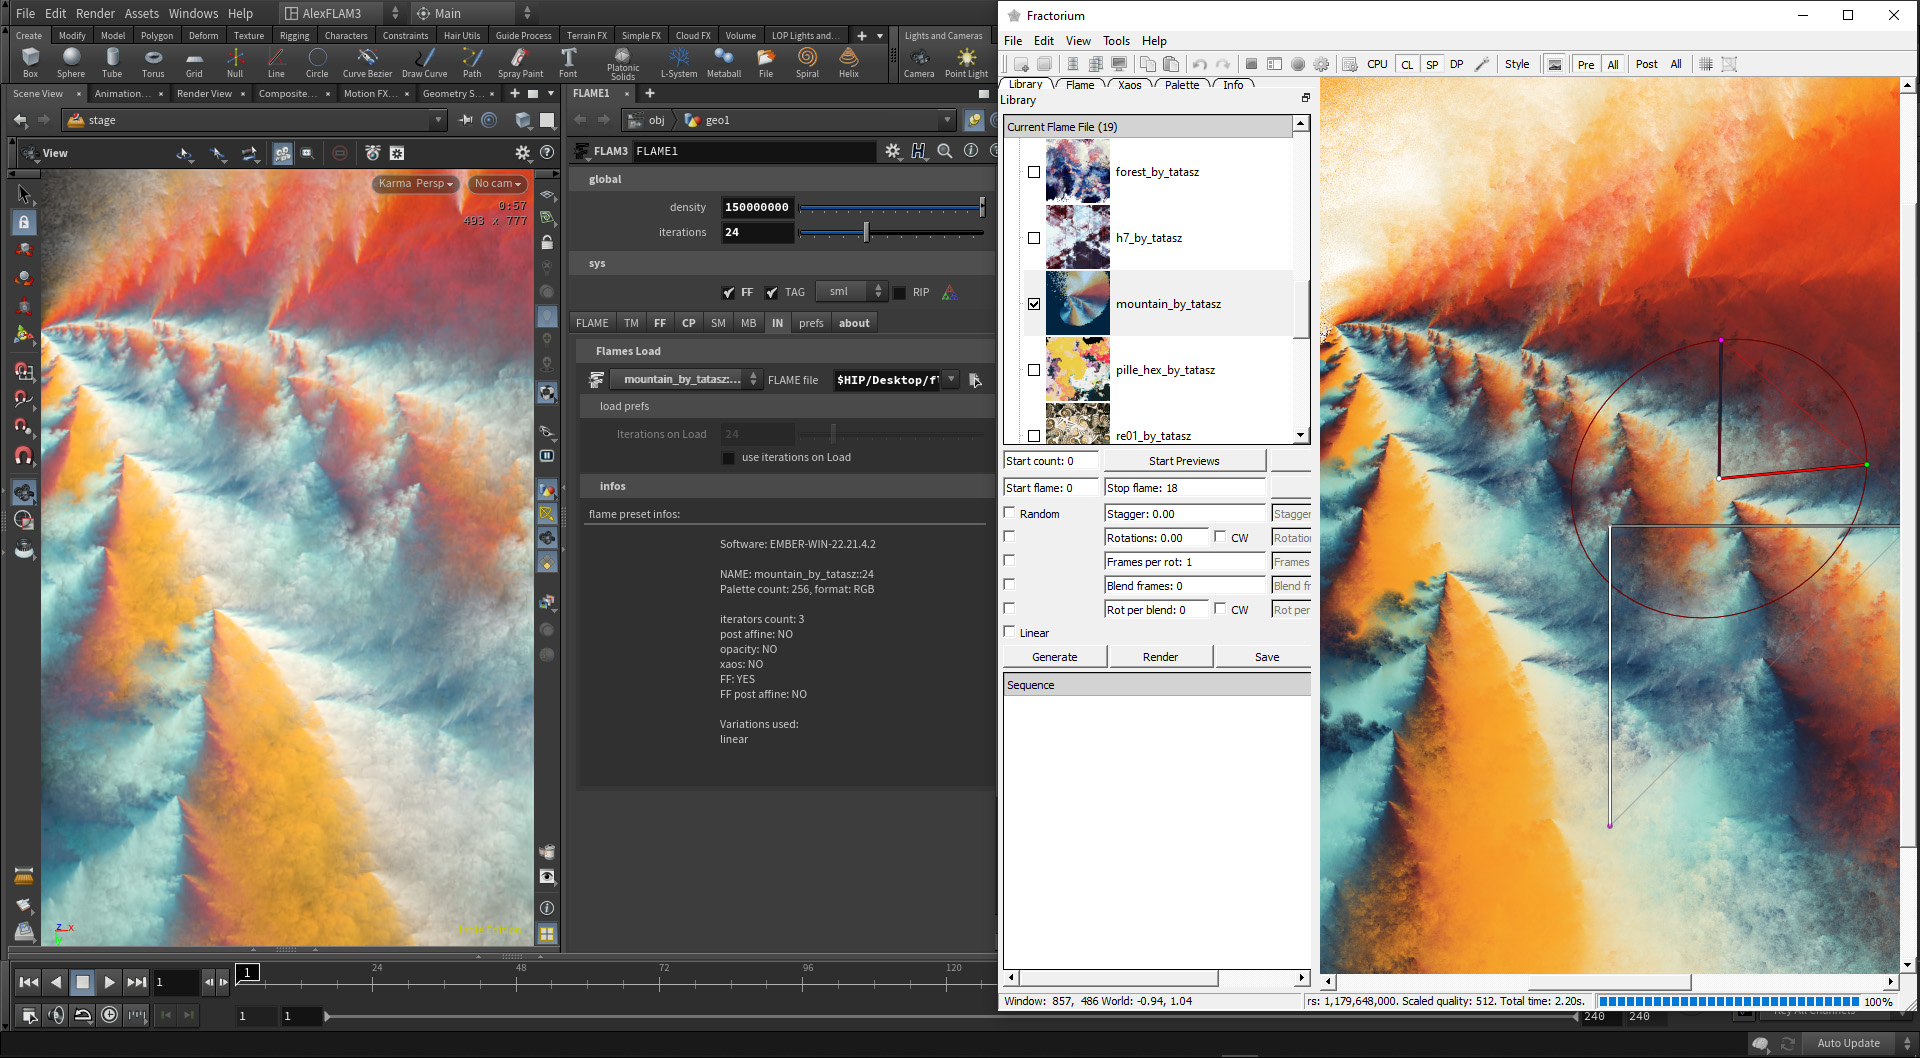 File Edit Render Assets Windows Help AlexFLAM3 Main
Create Modify Model Polygon Deform Texture Rigging Characters Constraints Hair Utils Guide Process Terrain FX Simple FX Cloud FX Volume LOP Lights and... Lights and Cameras
Box Sphere Tube Torus Grid Null Line Circle Curve Bezier Draw Curve Path Spray Paint Font Platonic Solids L-System Metaball File Spiral Helix Camera Point Light
Scene View Animation... Render View Composite... Motion FX... Geometry S...
stage
View
Karma Persp No cam
0:57
493 x 777
z x
y
FLAME1
obj geo1
FLAM3 FLAME1
global
density 150000000
iterations 24
sys
FF TAG sml RIP
FLAME TM FF CP SM MB IN prefs about
Flames Load
mountain_by_tatasz:... FLAME file $HIP/Desktop/f
load prefs
Iterations on Load 24
use iterations on Load
infos
flame preset infos:
Software: EMBER-WIN-22.21.4.2
NAME: mountain_by_tatasz::24
Palette count: 256, format: RGB
iterators count: 3
post affine: NO
opacity: NO
xaos: NO
FF: YES
FF post affine: NO
Variations used:
linear
1 1 24 48 72 96 120
1 1 240 240
Auto Update
Fractorium
File Edit View Tools Help
CPU CL SP DP Style Pre All Post All
Library Flame Xaos Palette Info
Library
Current Flame File (19)
forest_by_tatasz
h7_by_tatasz
mountain_by_tatasz
pille_hex_by_tatasz
re01_by_tatasz
Start count: 0 Start Previews
Start flame: 0 Stop flame: 18
Random Stagger: 0.00 Stagger
Rotations: 0.00 CW Rotation
Frames per rot: 1 Frames
Blend frames: 0 Blend fr
Rot per blend: 0 CW Rot per
Linear
Generate Render Save
Sequence
Window: 857, 486 World: -0.94, 1.04 rs: 1,179,648,000. Scaled quality: 512. Total time: 2.20s. 100%